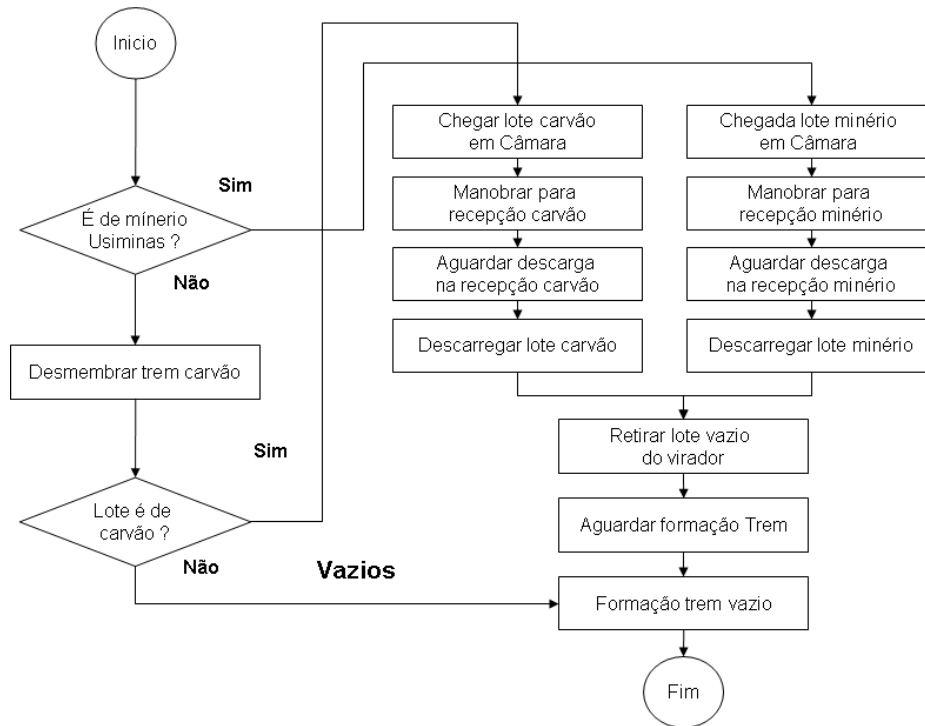 Inicio
É de mínerio
Usiminas ?
Sim
Não
Desmembrar trem carvão
Lote é de
carvão ?
Sim
Não
Vazios
Chegar lote carvão
em Câmara
Manobrar para
recepção carvão
Aguardar descarga
na recepção carvão
Descarregar lote carvão
Chegada lote minério
em Câmara
Manobrar para
recepção minério
Aguardar descarga
na recepção minério
Descarregar lote minério
Retirar lote vazio
do virador
Aguardar formação Trem
Formação trem vazio
Fim